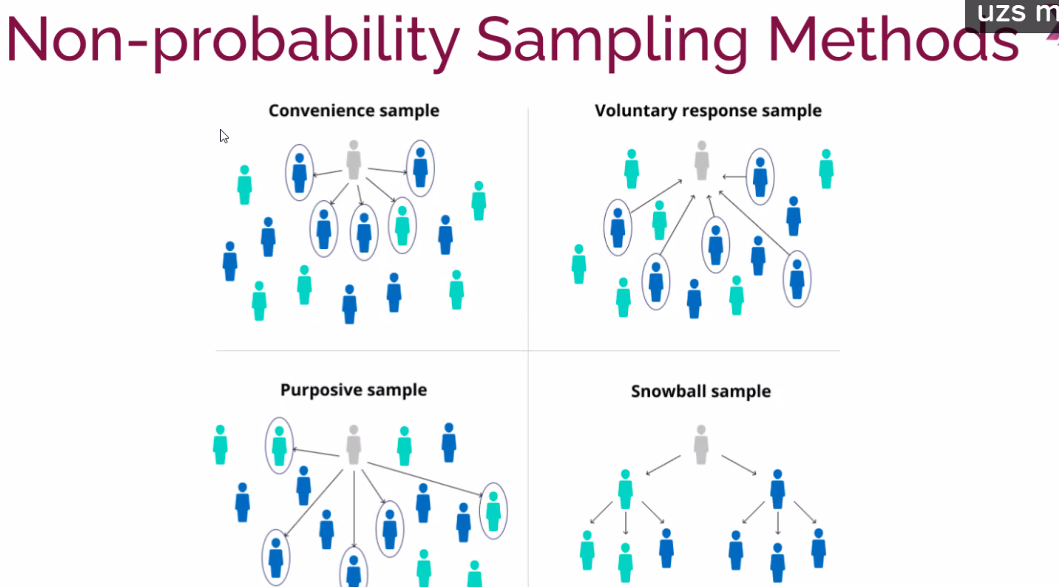 uzs m
Non-probability Sampling Methods
Convenience sample
Voluntary response sample
Purposive sample
Snowball sample